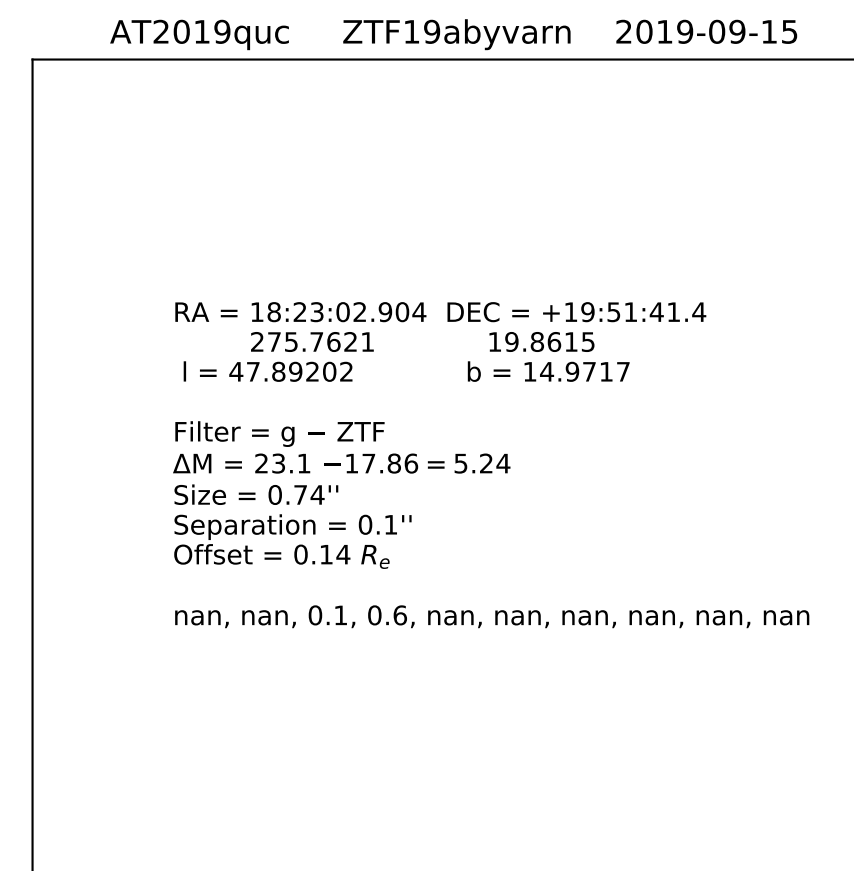 AT2019quc ZTF19abyvarn 2019-09-15
RA = 18:23:02.904 DEC = +19:51:41.4
275.7621 19.8615
l = 47.89202 b = 14.9717
Filter = g − ZTF
ΔM = 23.1 −17.86 = 5.24
Size = 0.74''
Separation = 0.1''
Offset = 0.14 Re
nan, nan, 0.1, 0.6, nan, nan, nan, nan, nan, nan